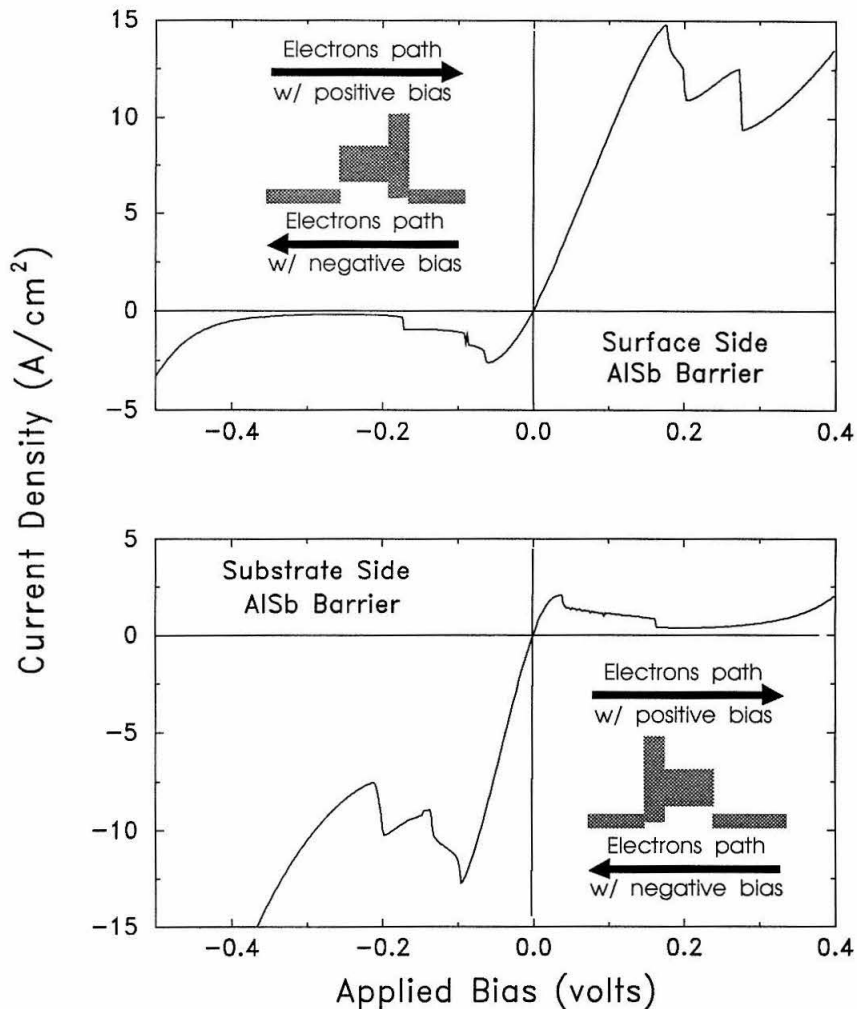 Current Density (A/cm²)
15
10
5
0
−5
Electrons path
w/ positive bias
Electrons path
w/ negative bias
Surface Side
AlSb Barrier
−0.4
−0.2
0.0
0.2
0.4
5
0
−5
−10
−15
Substrate Side
AlSb Barrier
Electrons path
w/ positive bias
Electrons path
w/ negative bias
−0.4
−0.2
0.0
0.2
0.4
Applied Bias (volts)